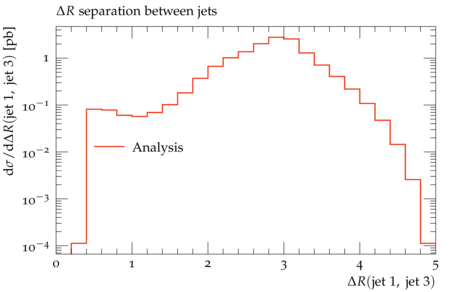 ΔR separation between jets
dσ/dΔR(jet 1, jet 3) [pb]
1
10⁻¹
10⁻²
10⁻³
10⁻⁴
Analysis
0 1 2 3 4 5
ΔR(jet 1, jet 3)